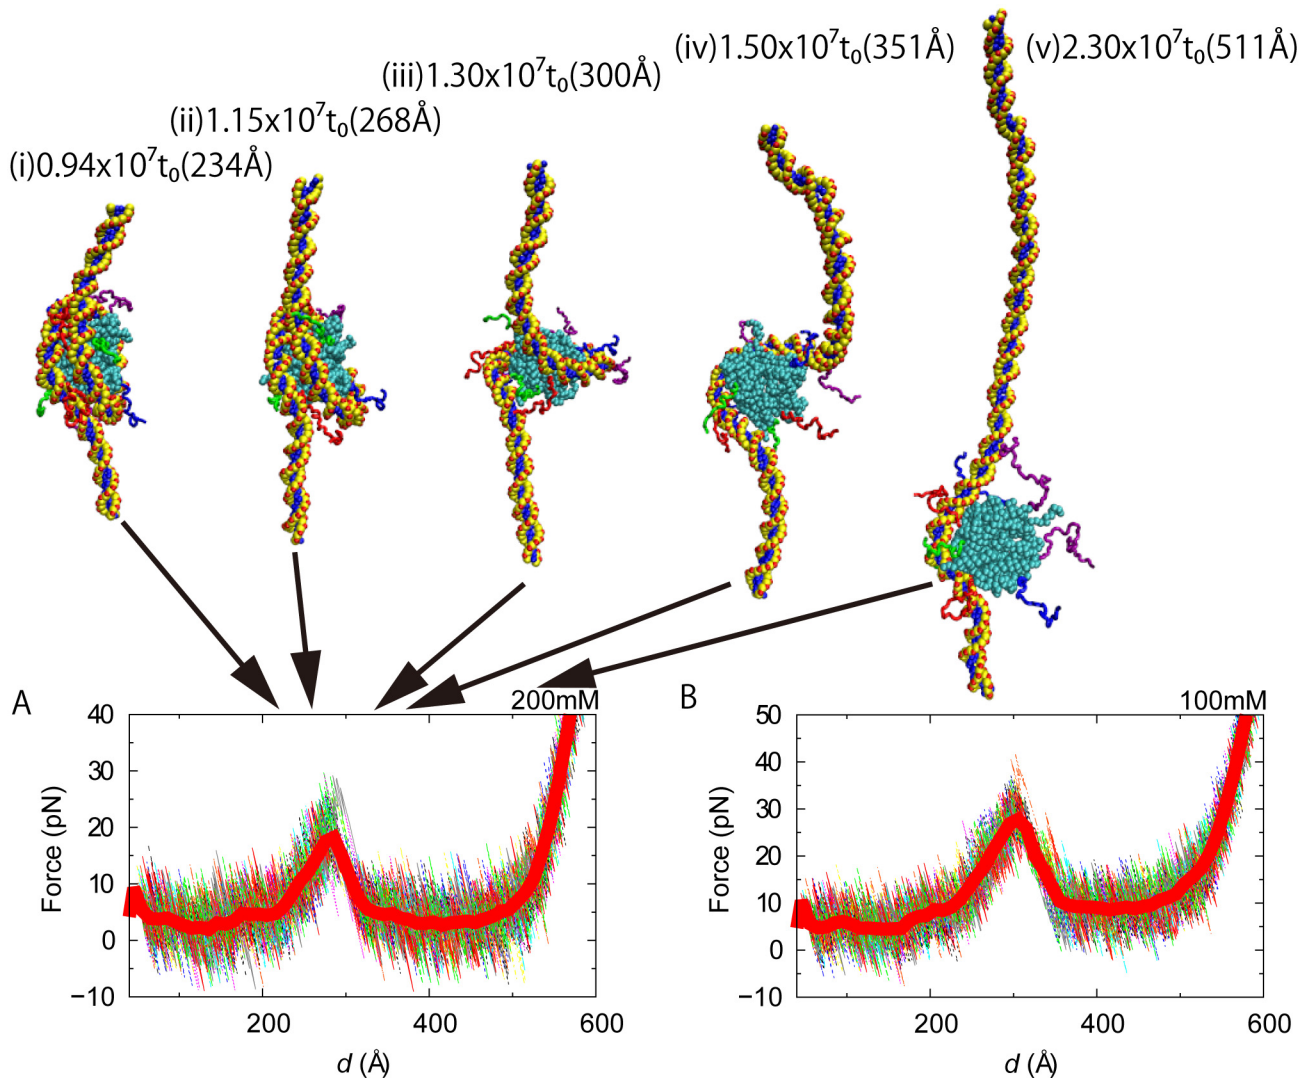 (iv)1.50x10⁷t₀(351Å) (v)2.30x10⁷t₀(511Å)
(iii)1.30x10⁷t₀(300Å)
(ii)1.15x10⁷t₀(268Å)
(i)0.94x10⁷t₀(234Å)
A 200mM
40
30
20
10
0
−10
Force (pN)
200 400 600
d (Å)
B 100mM
50
40
30
20
10
0
−10
Force (pN)
200 400 600
d (Å)